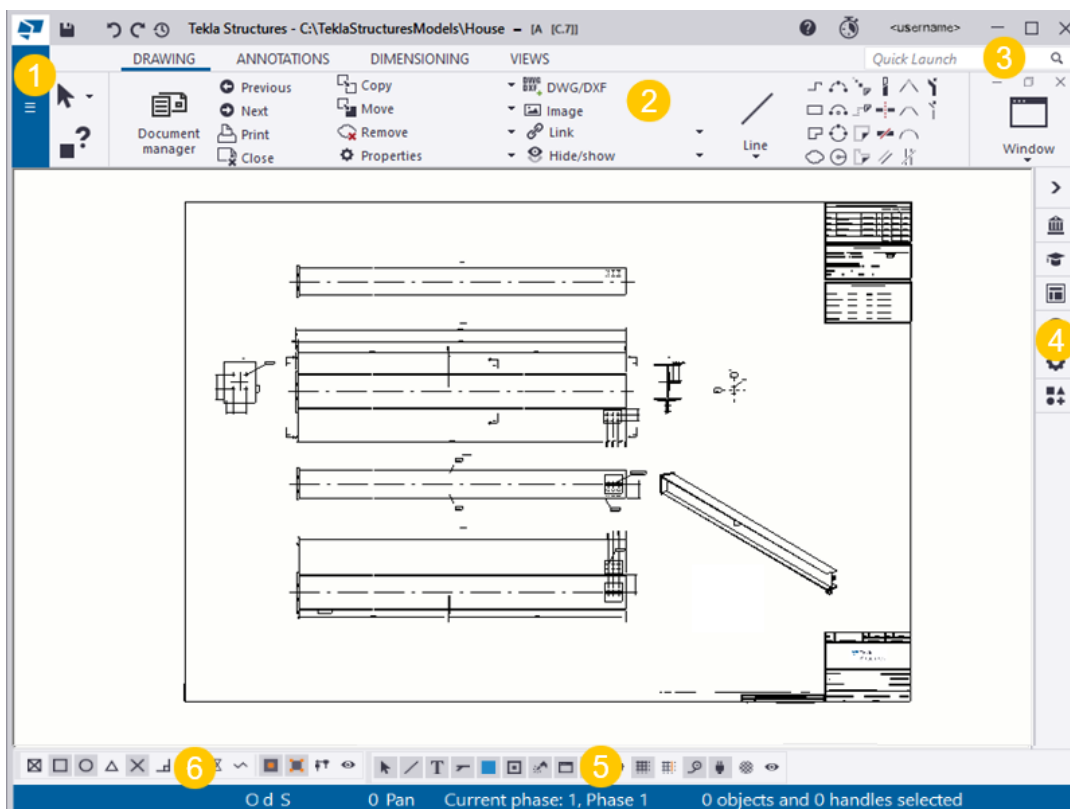 Tekla Structures - C:\TeklaStructuresModels\House - [A [C.7]]
<username>
1
DRAWING
ANNOTATIONS
DIMENSIONING
VIEWS
Quick Launch
3
Document manager
Previous
Next
Print
Close
Copy
Move
Remove
Properties
DWG DXF DWG/DXF
Image
Link
Hide/show
2
Line
Window
4
6
T
5
O d S
0 Pan
Current phase: 1, Phase 1
0 objects and 0 handles selected